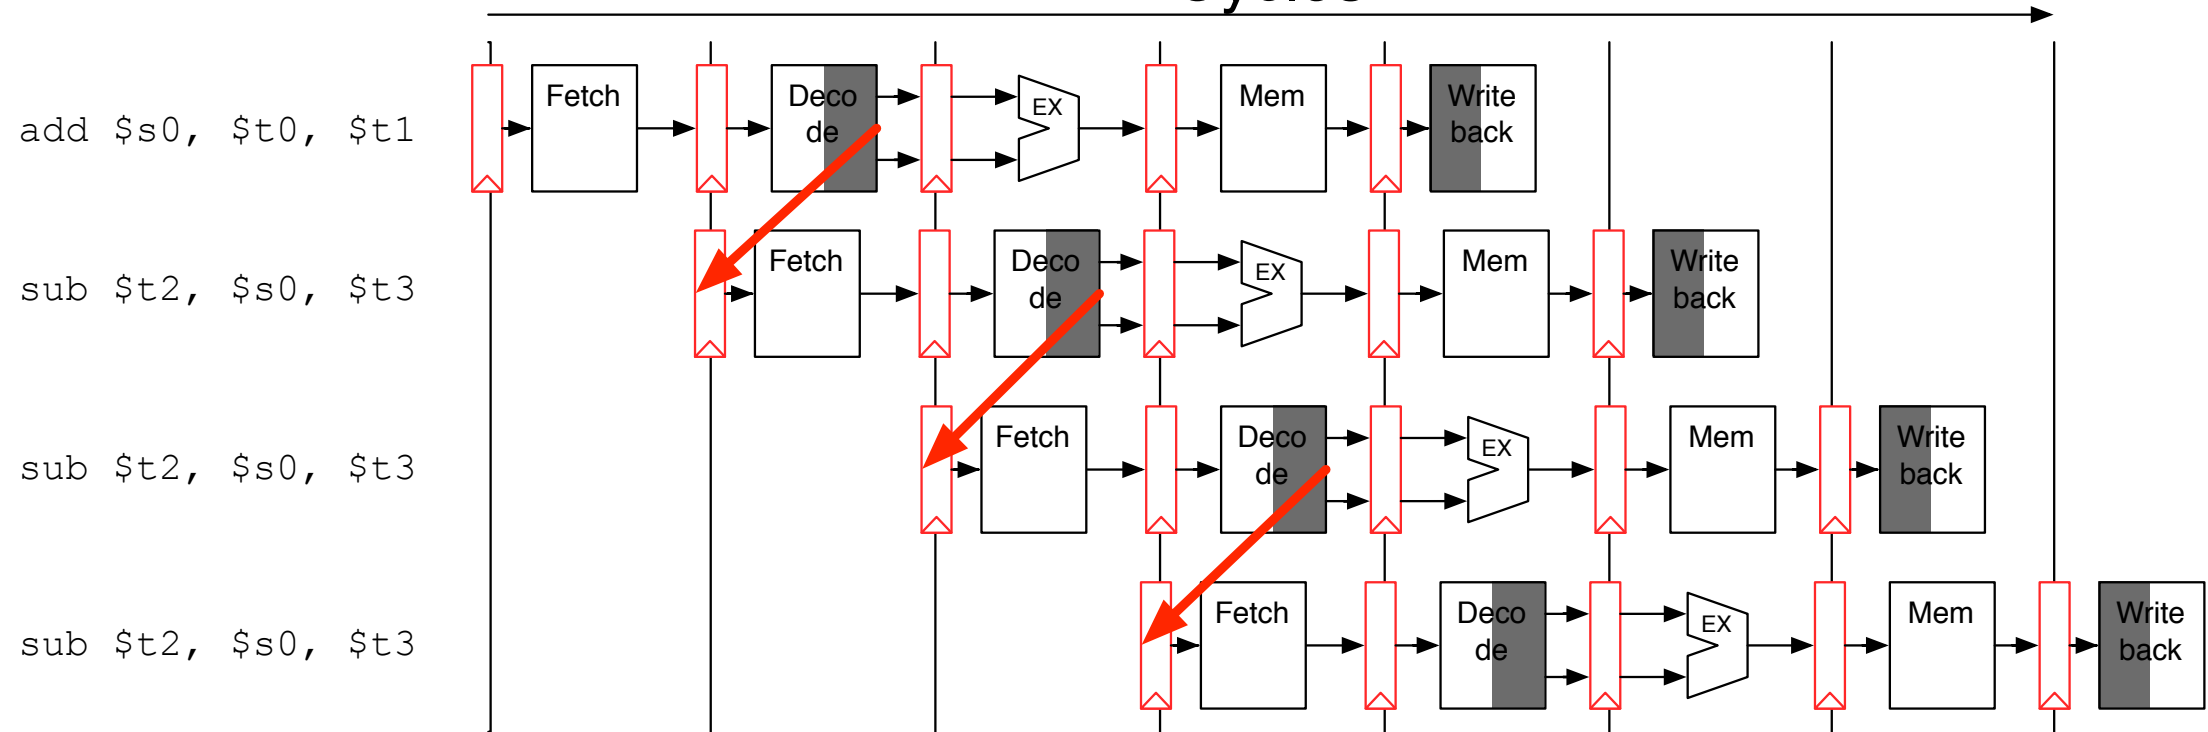 add $s0, $t0, $t1
Fetch
Deco
de
EX
Mem
Write
back
sub $t2, $s0, $t3
Fetch
Deco
de
EX
Mem
Write
back
sub $t2, $s0, $t3
Fetch
Deco
de
EX
Mem
Write
back
sub $t2, $s0, $t3
Fetch
Deco
de
EX
Mem
Write
back